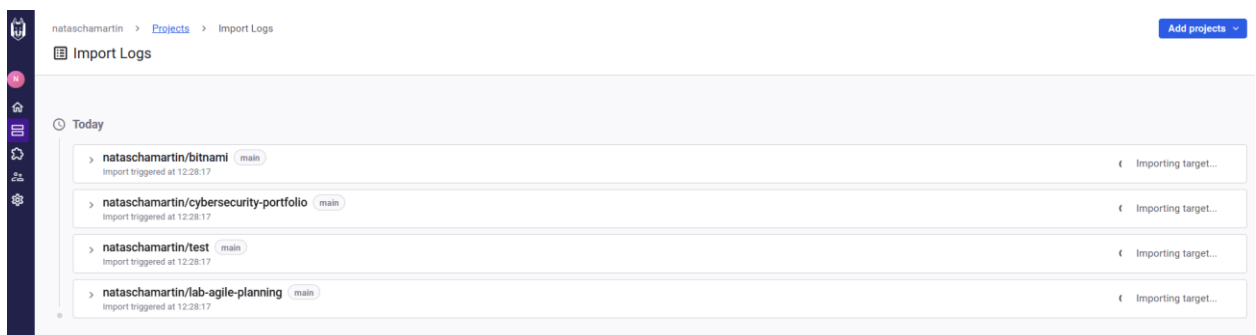 nataschamartin > Projects > Import Logs
Add projects
Import Logs
N
Today
nataschamartin/bitnami main
Import triggered at 12:28:17
Importing target...
nataschamartin/cybersecurity-portfolio main
Import triggered at 12:28:17
Importing target...
nataschamartin/test main
Import triggered at 12:28:17
Importing target...
nataschamartin/lab-agile-planning main
Import triggered at 12:28:17
Importing target...